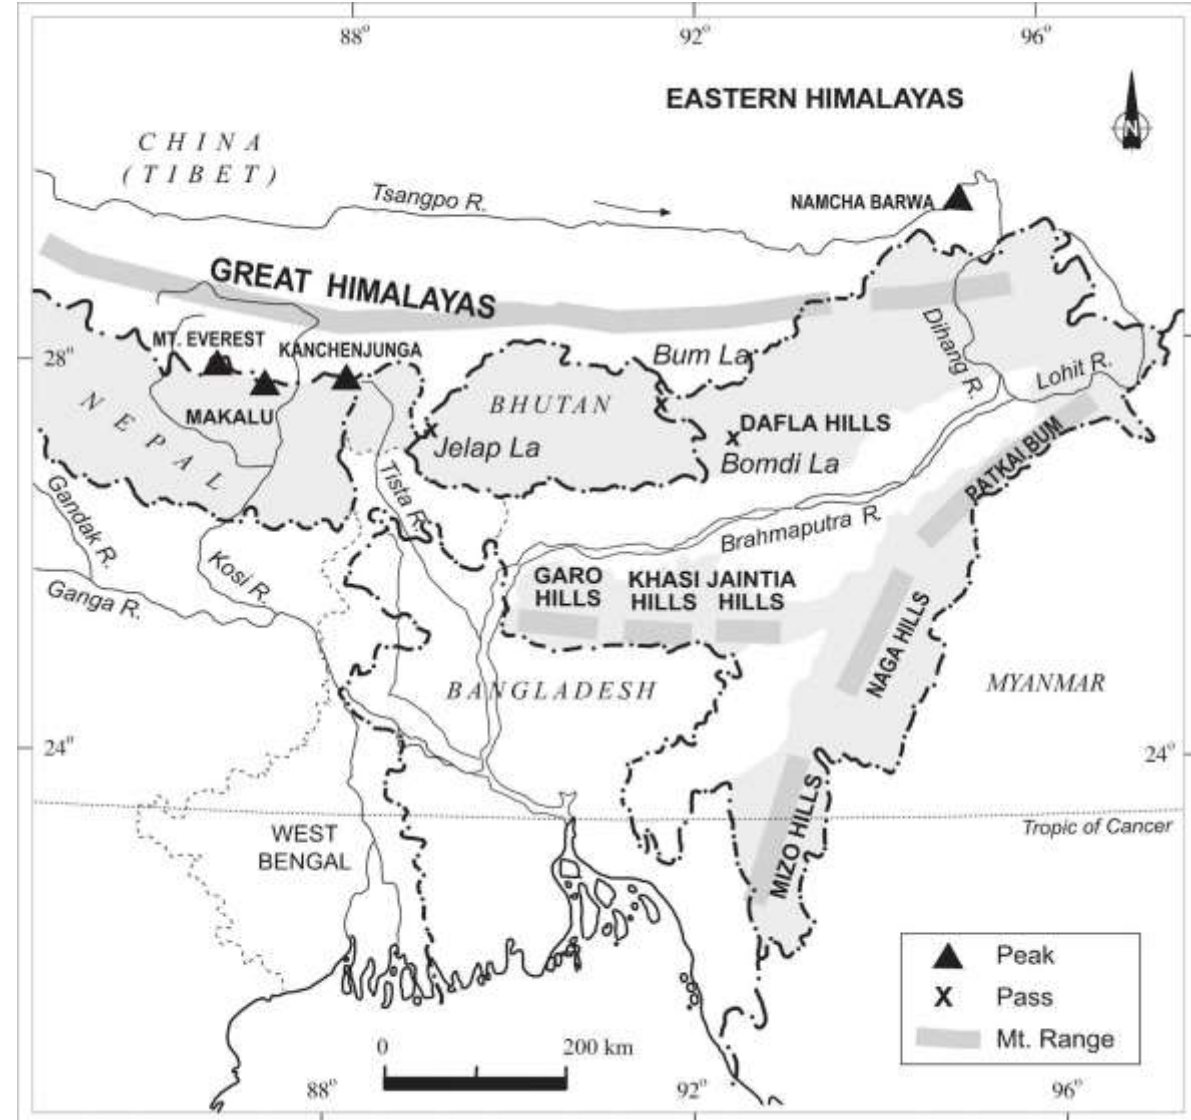 88°
92°
96°
EASTERN HIMALAYAS
N
CHINA
(TIBET)
Tsangpo R.
NAMCHA BARWA
GREAT HIMALAYAS
MT. EVEREST
KANCHENJUNGA
28°
28°
Bum La
Dihang R.
Lohit R.
NEPAL
MAKALU
BHUTAN
DAFLA HILLS
Jelap La
Bomdi La
PATKAI BUM
Tista R.
Gandak R.
Brahmaputra R.
Kosi R.
Ganga R.
GARO
HILLS
KHASI
HILLS
JAINTIA
HILLS
NAGA HILLS
BANGLADESH
MYANMAR
24°
24°
Tropic of Cancer
WEST
BENGAL
MIZO HILLS
Peak
X Pass
Mt. Range
0
200 km
88°
92°
96°